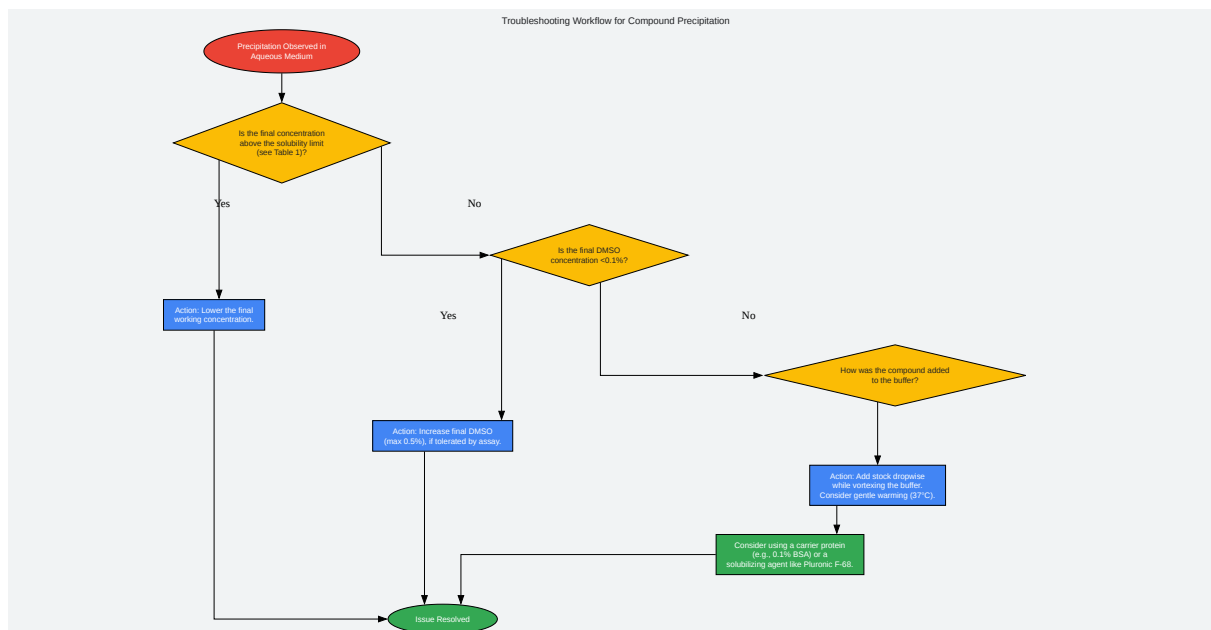 Troubleshooting Workflow for Compound Precipitation
Precipitation Observed in
Aqueous Medium
Is the final concentration
above the solubility limit
(see Table 1)?
Yes
No
Is the final DMSO
concentration <0.1%?
Action: Lower the final
working concentration.
Yes
No
How was the compound added
to the buffer?
Action: Increase final DMSO
(max 0.5%), if tolerated by assay.
Action: Add stock dropwise
while vortexing the buffer.
Consider gentle warming (37°C).
Consider using a carrier protein
(e.g., 0.1% BSA) or a
solubilizing agent like Pluronic F-68.
Issue Resolved